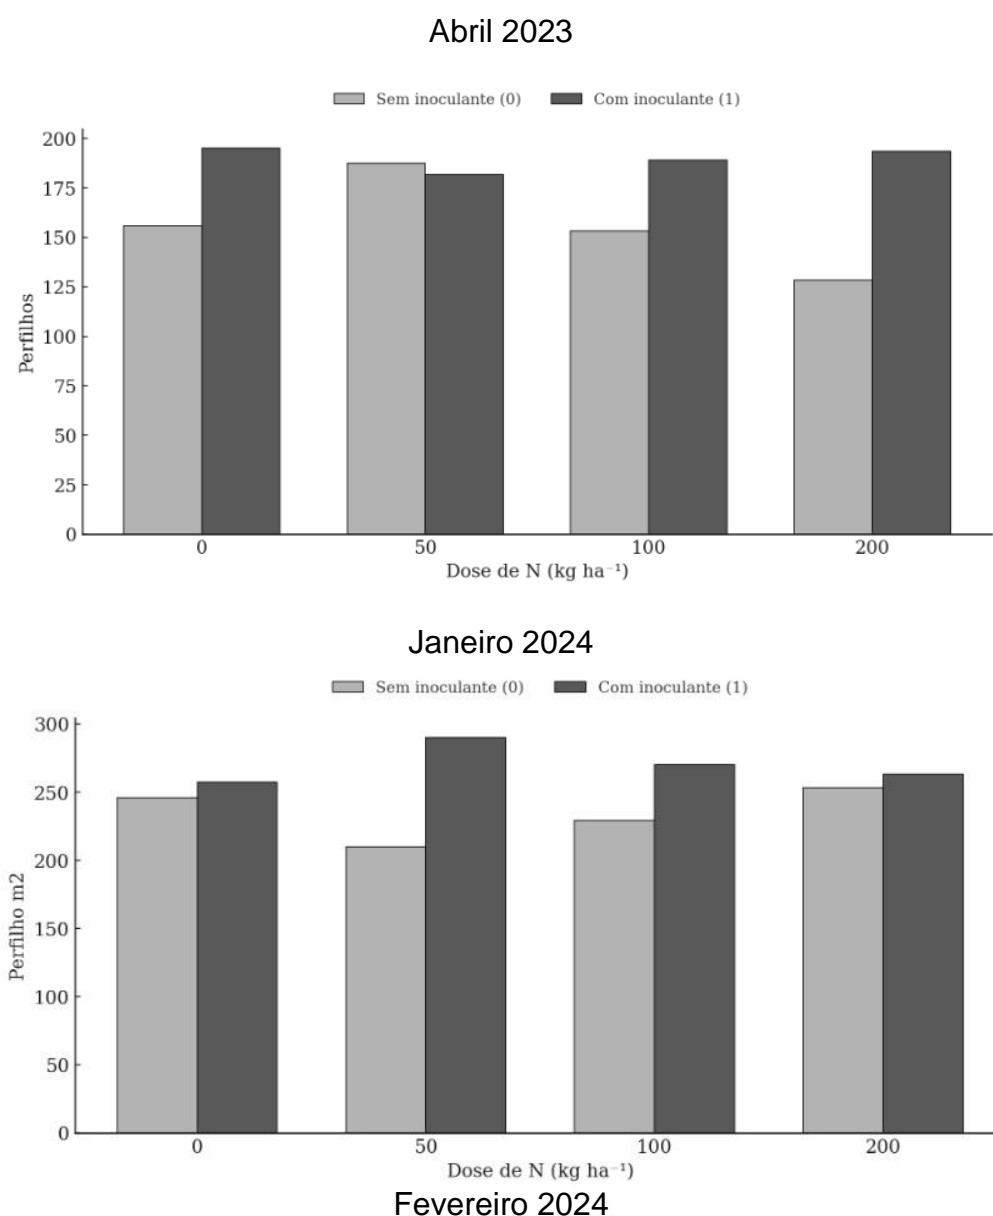 Abril 2023
Sem inoculante (0) Com inoculante (1)
200
175
150
125
100
75
50
25
0
Perfilhos
0 50 100 200
Dose de N (kg ha⁻¹)
Janeiro 2024
Sem inoculante (0) Com inoculante (1)
300
250
200
150
100
50
0
Perfilho m2
0 50 100 200
Dose de N (kg ha⁻¹)
Fevereiro 2024